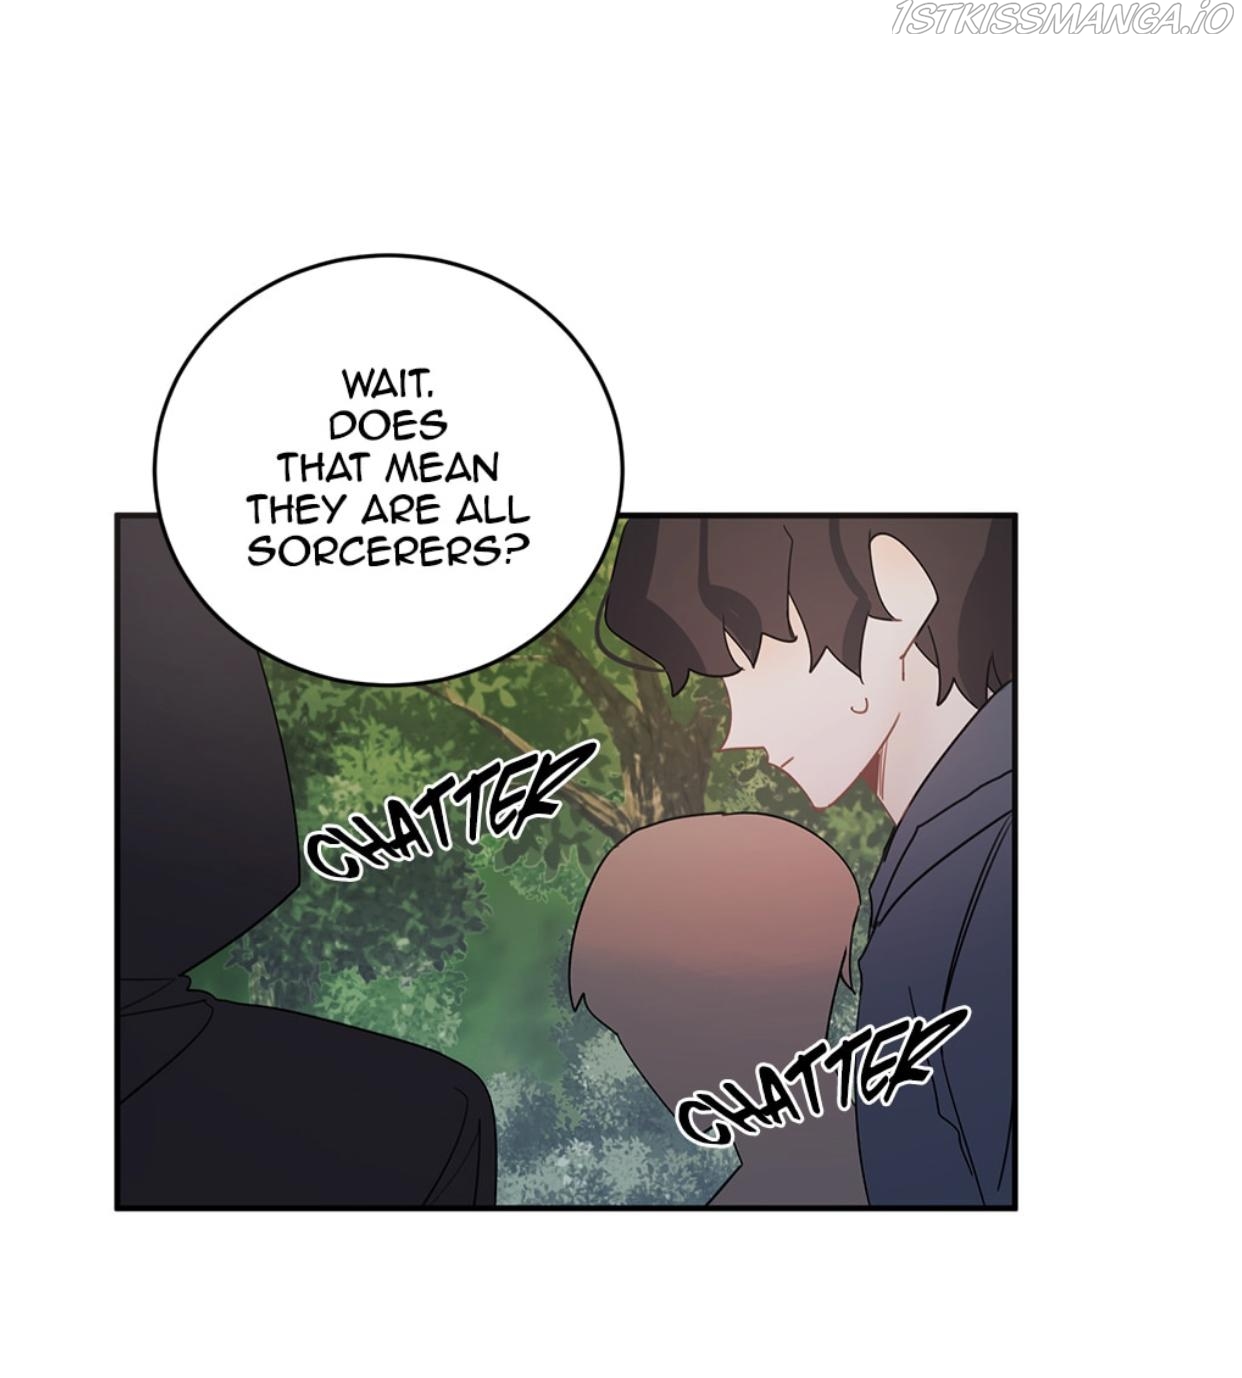 1STKISSMANGA.IO
WAIT.
DOES
THAT MEAN
THEY ARE ALL
SORCERERS?
CHATTER
CHATTER